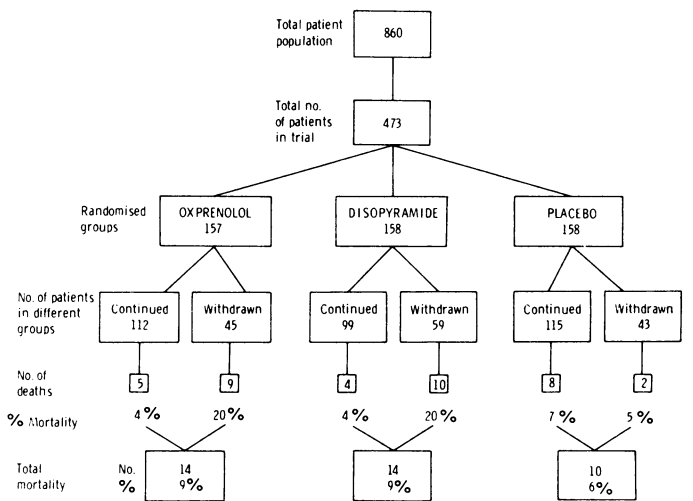 Total patient
population
860
Total no.
of patients
in trial
473
Randomised
groups
OXPRENOLOL
157
DISOPYRAMIDE
158
PLACEBO
158
No. of patients
in different
groups
Continued
112
Withdrawn
45
Continued
99
Withdrawn
59
Continued
115
Withdrawn
43
No. of
deaths
5
9
4
10
8
2
% Mortality
4%
20%
4%
20%
7%
5%
Total
mortality
No.
%
14
9%
14
9%
10
6%